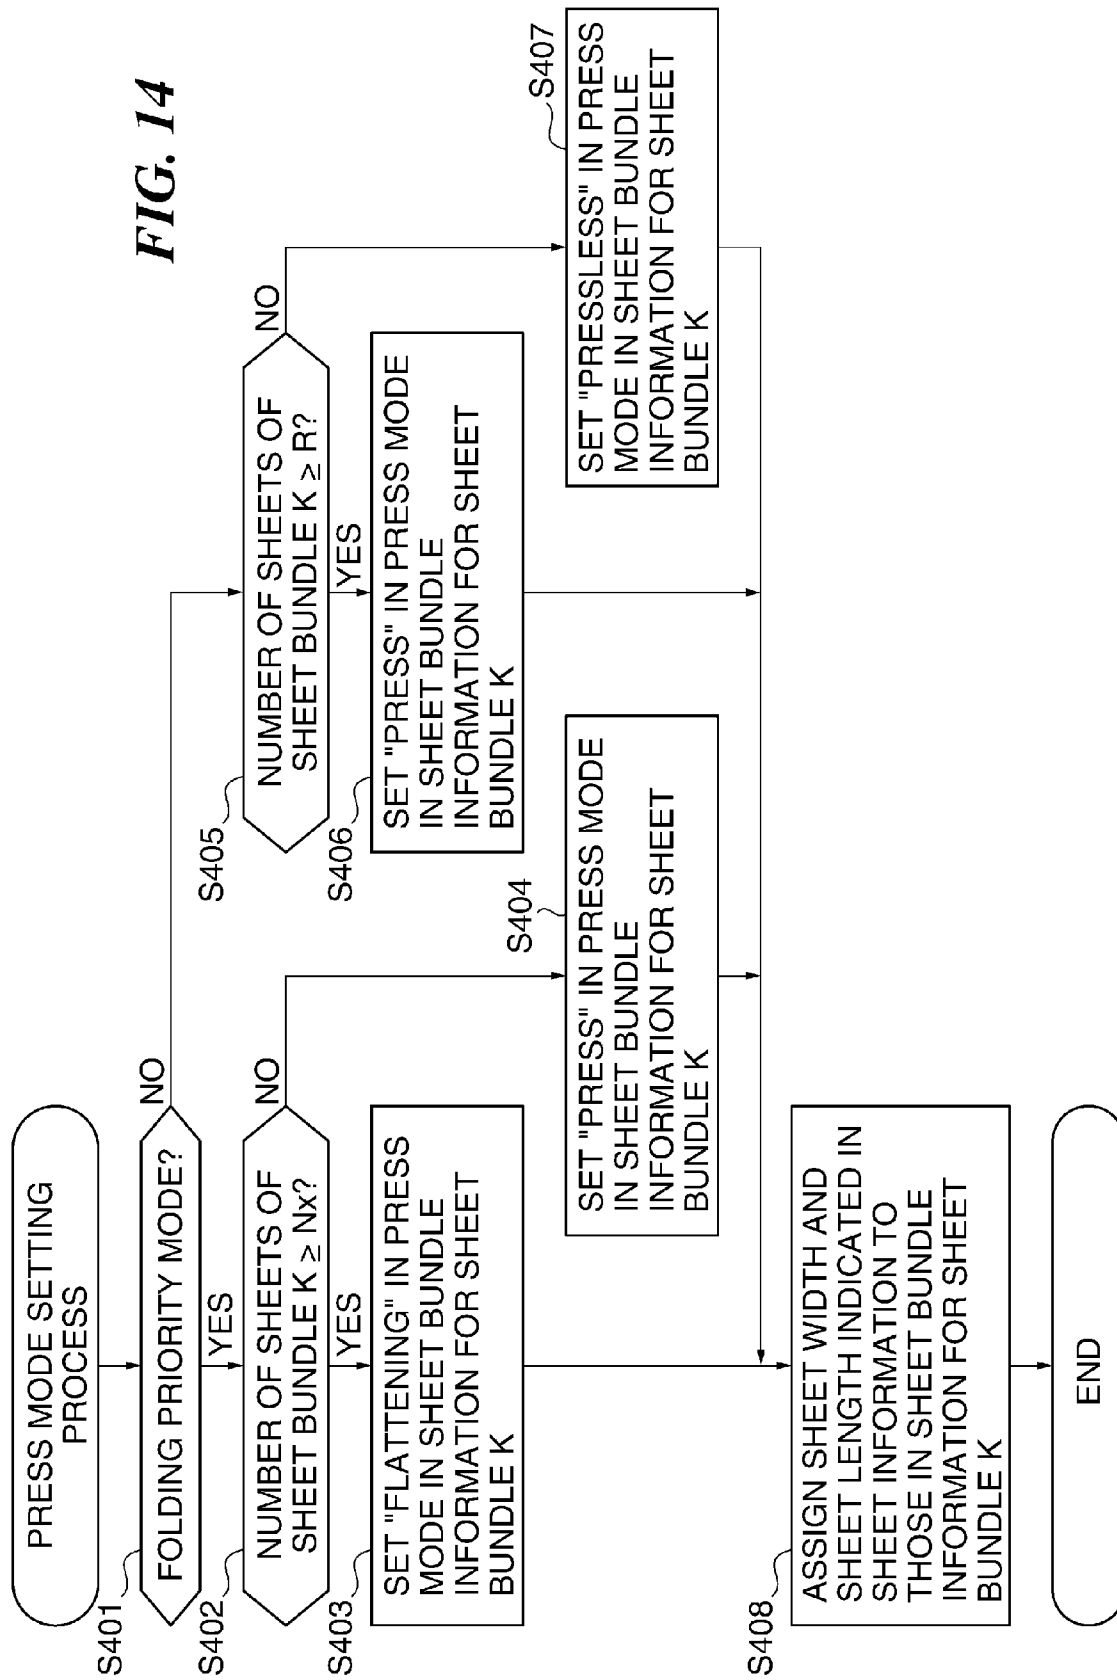 FIG. 14
PRESS MODE SETTING
PROCESS
S401
FOLDING PRIORITY MODE?
NO
YES
S402
NUMBER OF SHEETS OF
SHEET BUNDLE K ≥ Nx?
NO
YES
S403
SET "FLATTENING" IN PRESS
MODE IN SHEET BUNDLE
INFORMATION FOR SHEET
BUNDLE K
S404
SET "PRESS" IN PRESS MODE
IN SHEET BUNDLE
INFORMATION FOR SHEET
BUNDLE K
S405
NUMBER OF SHEETS OF
SHEET BUNDLE K ≥ R?
NO
YES
S406
SET "PRESS" IN PRESS MODE
IN SHEET BUNDLE
INFORMATION FOR SHEET
BUNDLE K
S407
SET "PRESSLESS" IN PRESS
MODE IN SHEET BUNDLE
INFORMATION FOR SHEET
BUNDLE K
S408
ASSIGN SHEET WIDTH AND
SHEET LENGTH INDICATED IN
SHEET INFORMATION TO
THOSE IN SHEET BUNDLE
INFORMATION FOR SHEET
BUNDLE K
END